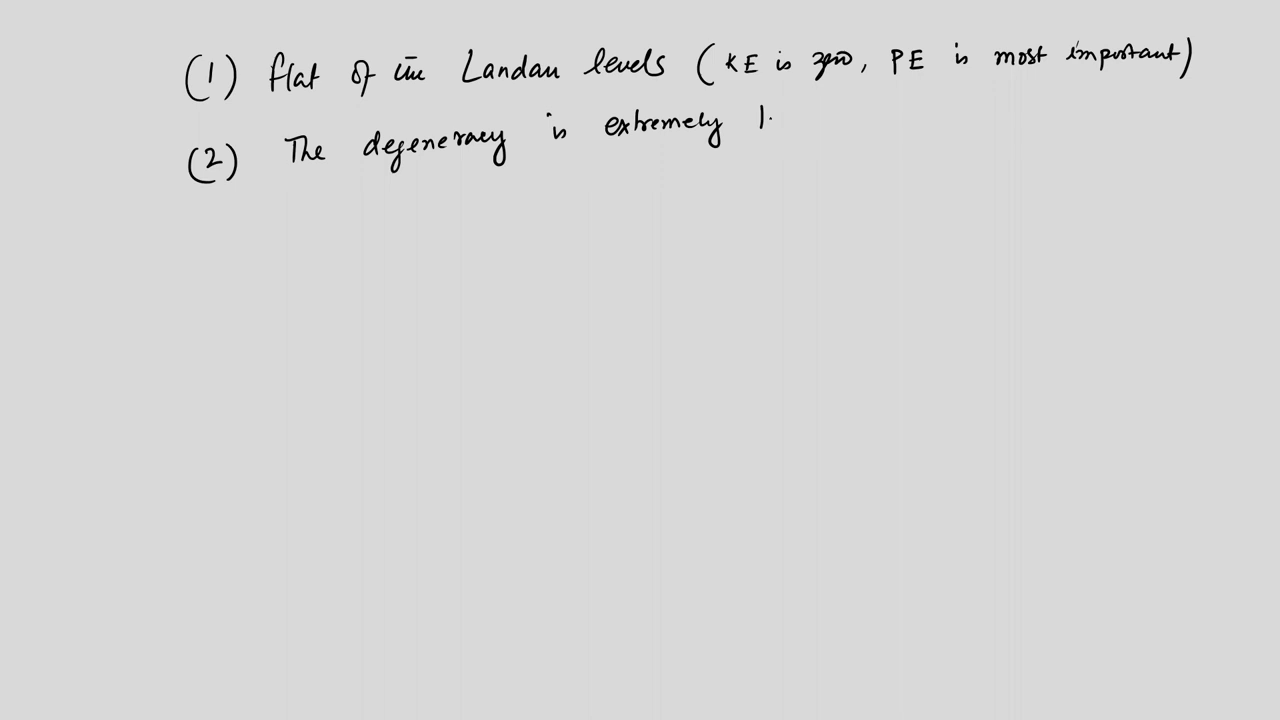 (1) flat of the Landau levels (KE is zero, PE is most important)
(2) The degeneracy is extremely l